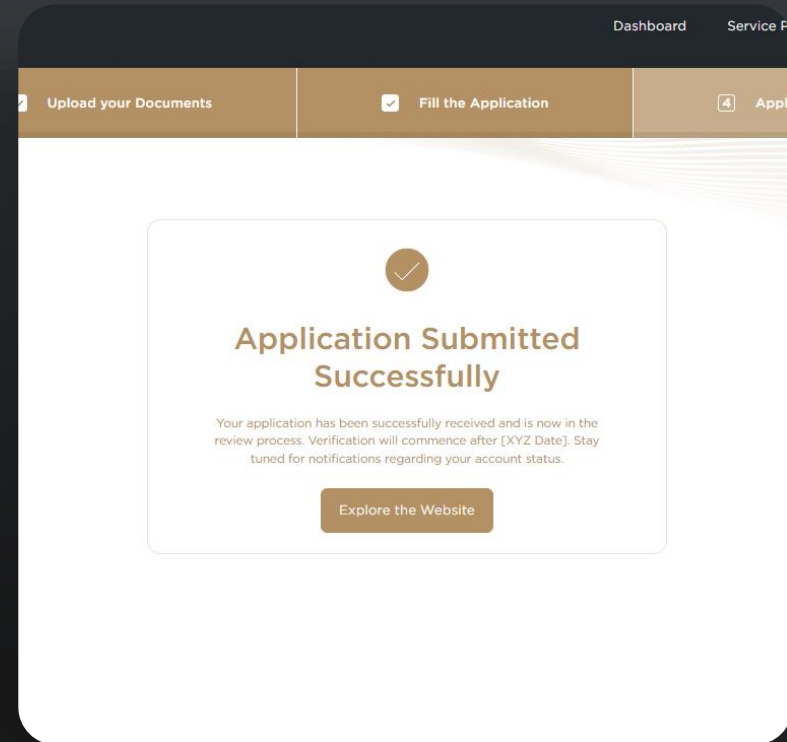 Dashboard Service P
Upload your Documents
Fill the Application
4 Appl
Application Submitted
Successfully
Your application has been successfully received and is now in the
review process. Verification will commence after [XYZ Date]. Stay
tuned for notifications regarding your account status.
Explore the Website